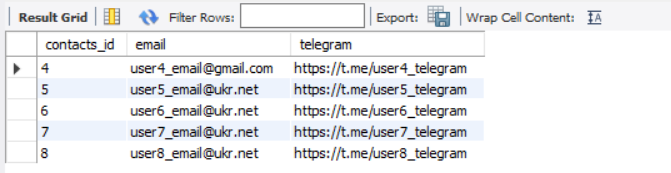 Result Grid Filter Rows: Export: Wrap Cell Content: IA
contacts_id email telegram
4 user4_email@gmail.com https://t.me/user4_telegram
5 user5_email@ukr.net https://t.me/user5_telegram
6 user6_email@ukr.net https://t.me/user6_telegram
7 user7_email@ukr.net https://t.me/user7_telegram
8 user8_email@ukr.net https://t.me/user8_telegram